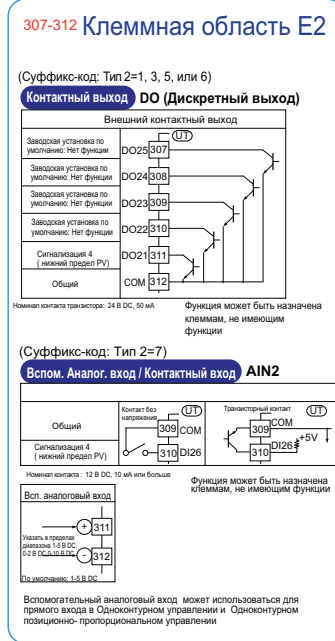 307-312 Клеммная область E2
(Суффикс-код: Тип 2=1, 3, 5, или 6)
Контактный выход DO (Дискретный выход)
Внешний контактный выход
UT
Заводская установка по
умолчанию: Нет функции
DO25 307
Заводская установка по
умолчанию: Нет функции
DO24 308
Заводская установка по
умолчанию: Нет функции
DO23 309
Заводская установка по
умолчанию: Нет функции
DO22 310
Сигнализация 4
( нижний предел PV)
DO21 311
Общий
COM 312
Номинал контакта транзистора: 24 В DC, 50 мА
Функция может быть назначена
клеммам, не имеющим
функции
(Суффикс-код: Тип 2=7)
Вспом. Аналог. вход / Контактный вход AIN2
Контакт без
напряжения
UT
Транзисторный контакт
UT
Общий
309 COM
309 COM
Сигнализация 4
( нижний предел PV)
310 DI26
310 DI26
+5V
Номинал контакта : 12 В DC, 10 мА или больше
Функция может быть назначена
клеммам, не имеющим функции
Всп. аналоговый вход
+ 311
Указать в пределах
диапазона 1-5 В DC,
0-2 В DC,0-10 В DC
- 312
По умолчанию: 1-5 В DC
Вспомогательный аналоговый вход может использоваться для
прямого входа в Одноконтурном управлении и Одноконтурном
позиционно- пропорциональном управлении